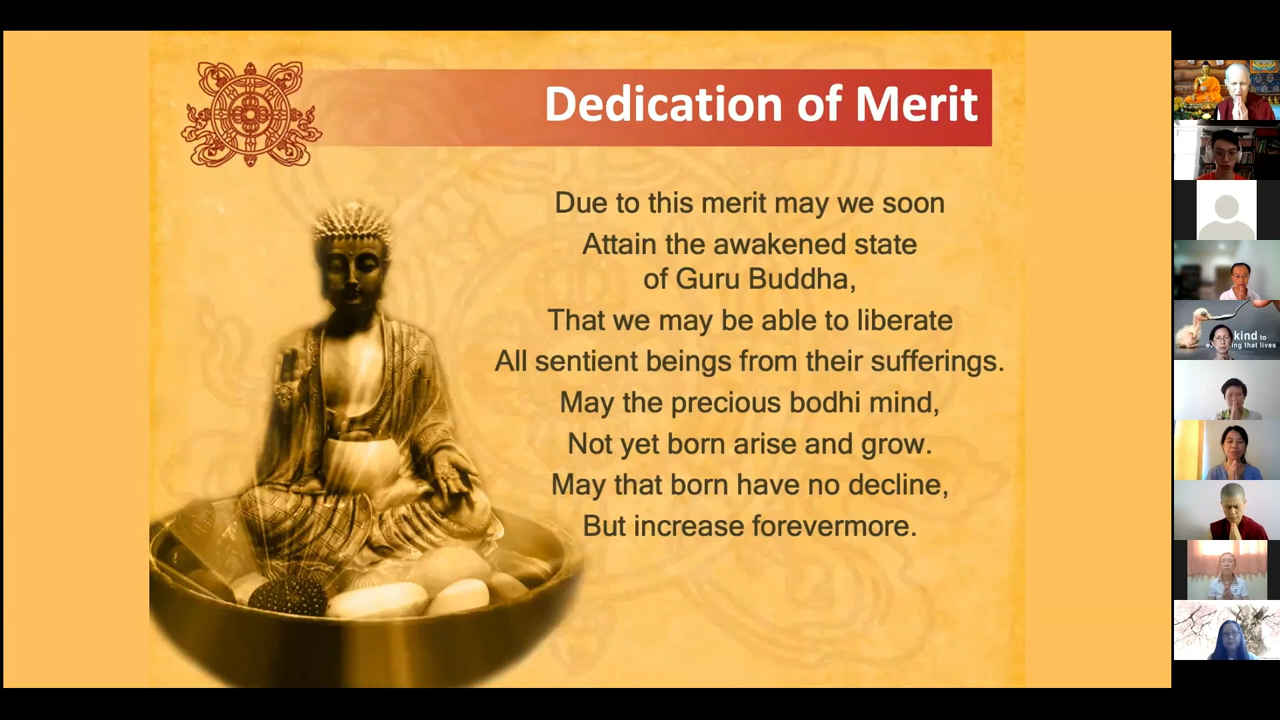 Dedication of Merit
Due to this merit may we soon
Attain the awakened state
of Guru Buddha,
That we may be able to liberate
All sentient beings from their sufferings.
May the precious bodhi mind,
Not yet born arise and grow.
May that born have no decline,
But increase forevermore.
kind to
that lives